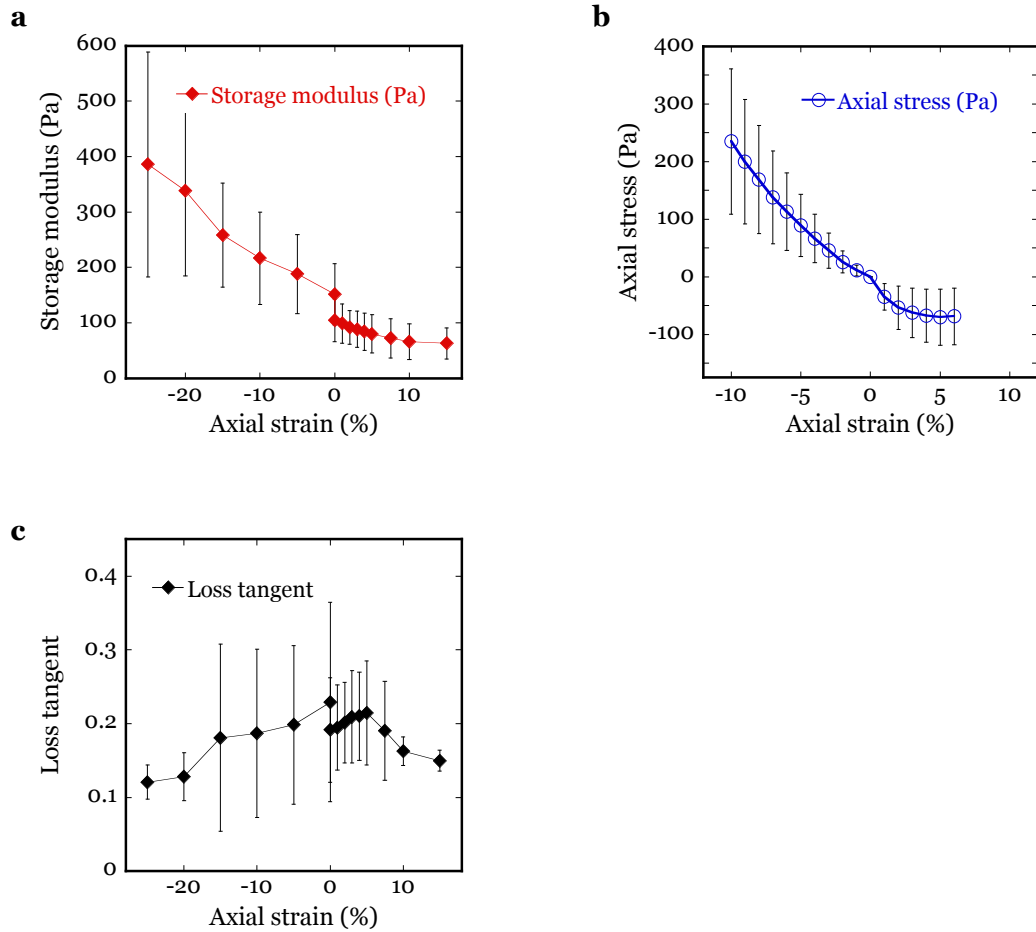 a
600
500
400
300
200
100
0
Storage modulus (Pa)
Storage modulus (Pa)
-20 -10 0 10
Axial strain (%)
b
400
300
200
100
0
-100
Axial stress (Pa)
Axial stress (Pa)
-10 -5 0 5 10
Axial strain (%)
c
0.4
0.3
0.2
0.1
0
Loss tangent
Loss tangent
-20 -10 0 10
Axial strain (%)